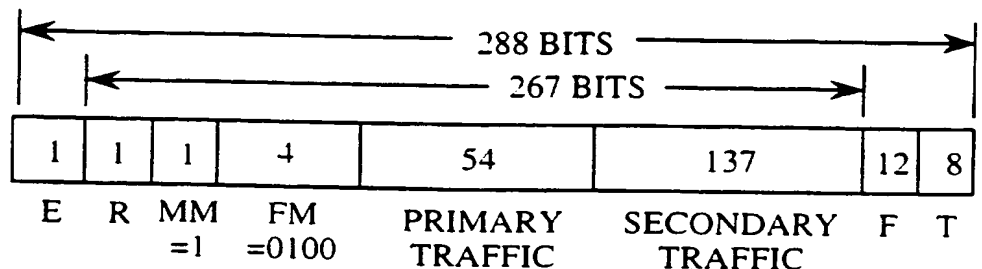 288 BITS
267 BITS
1 1 1 4 54 137 12 8
E R MM FM PRIMARY SECONDARY F T
=1 =0100 TRAFFIC TRAFFIC